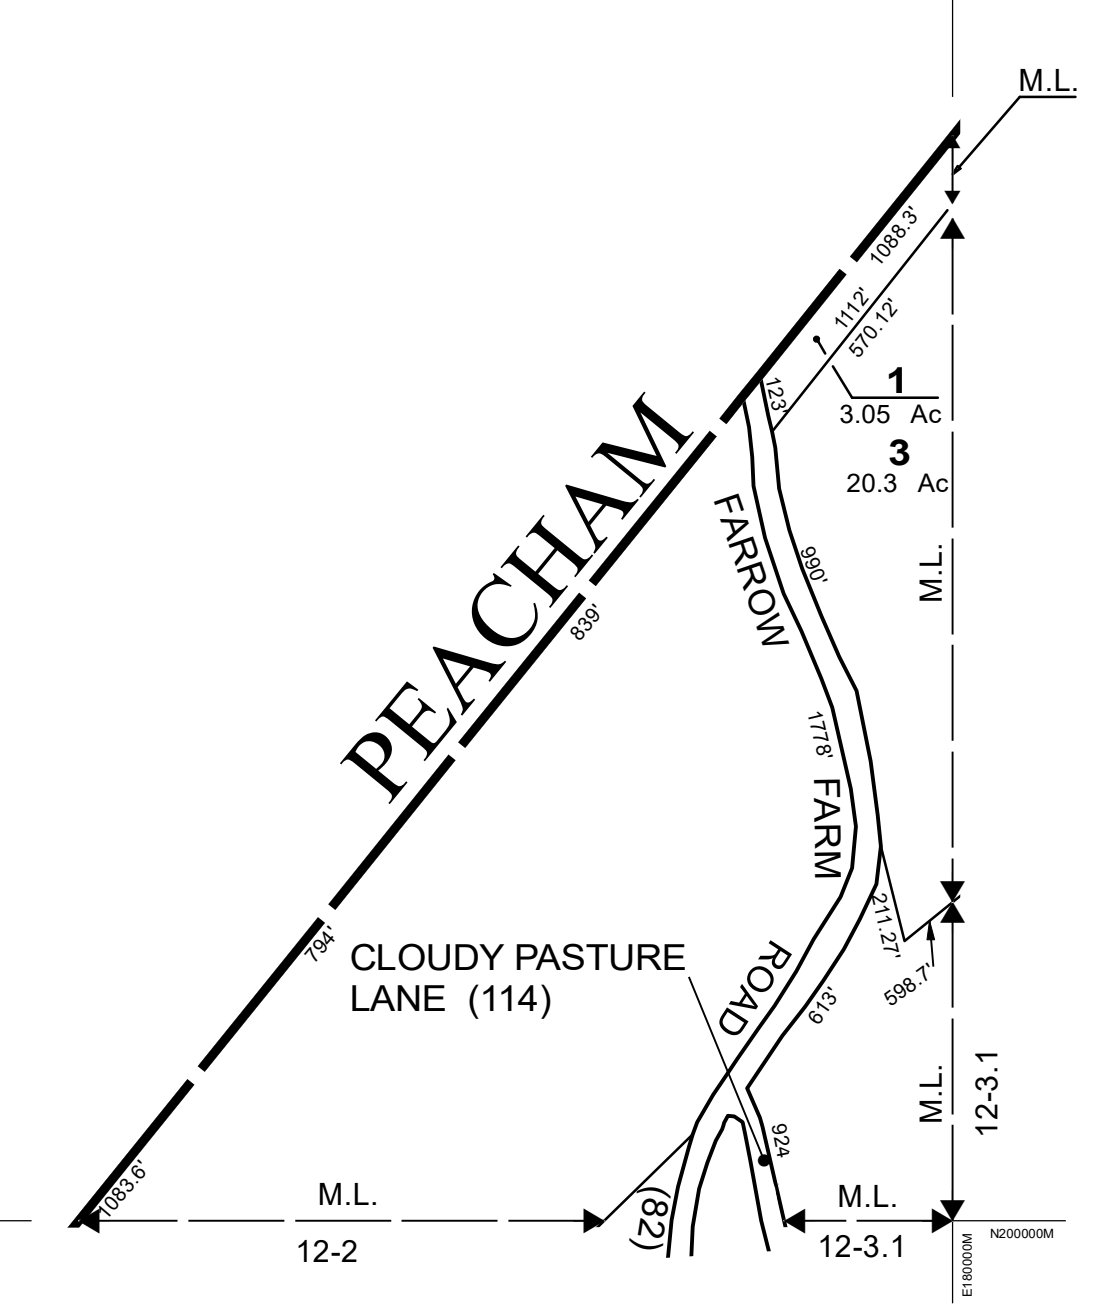 M.L.
1088.3'
1112'
570.12'
123'
1
3.05 Ac
3
20.3 Ac
PEACHAM
FARROW
990'
M.L.
839'
1778'
FARM
211.27'
598.7'
794'
CLOUDY PASTURE
LANE (114)
ROAD
613'
M.L.
12-3.1
924
1083.6'
M.L.
12-2
(82)
M.L.
12-3.1
N200000M
E180000M